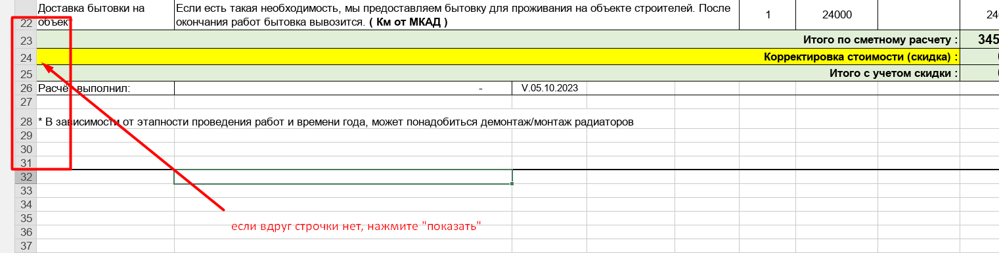 Доставка бытовки на Если есть такая необходимость, мы предоставляем бытовку для проживания на объекте строителей. После 1 24000
22 объект окончания работ бытовка вывозится. ( Км от МКАД )
23 Итого по сметному расчету : 345
24 Корректировка стоимости (скидка) :
25 Итого с учетом скидки :
26 Расчёт выполнил: - V.05.10.2023
27
28 * В зависимости от этапности проведения работ и времени года, может понадобиться демонтаж/монтаж радиаторов
29
30
31
32
33
34
35
если вдруг строчки нет, нажмите "показать"
36
37